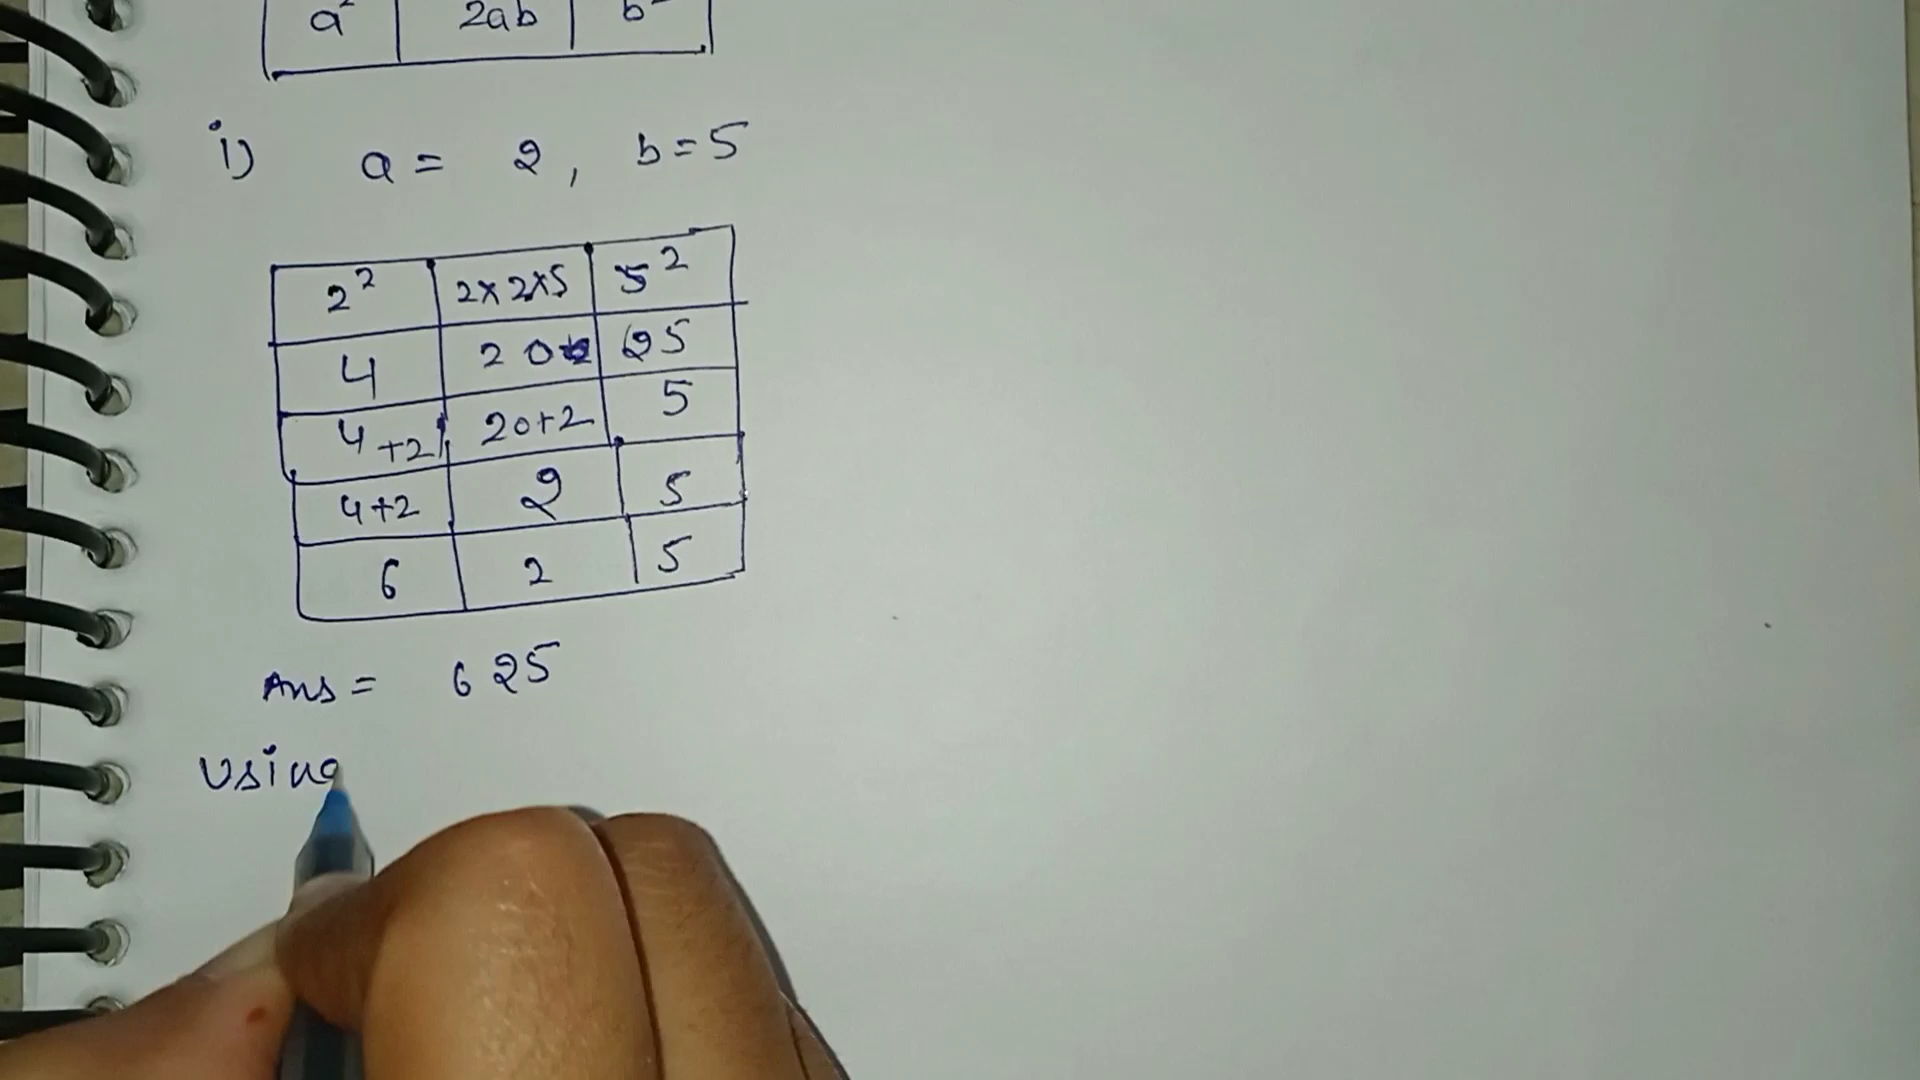 a² 2ab b²
i) a = 2, b = 5
2² 2×2×5 5²
4 20 25
4+2 20+2 5
4+2 2 5
6 2 5
Ans = 625
Using